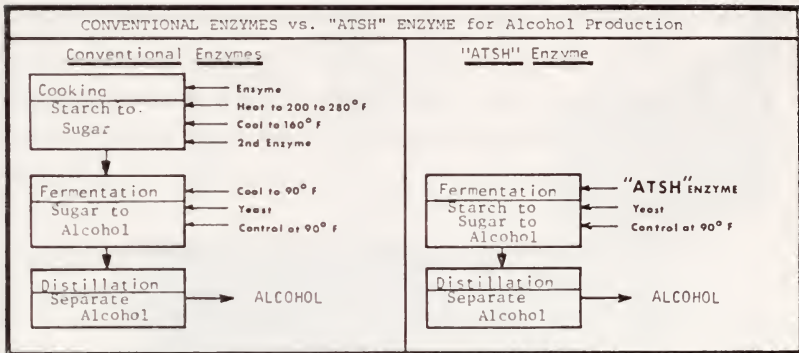 CONVENTIONAL ENZYMES vs. "ATSH" ENZYME for Alcohol Production
Conventional Enzymes
Cooking
Starch to
Sugar
Enzyme
Heat to 200 to 280° F
Cool to 160° F
2nd Enzyme
Fermentation
Sugar to
Alcohol
Cool to 90° F
Yeast
Control at 90° F
Distillation
Separate
Alcohol
ALCOHOL
"ATSH" Enzyme
Fermentation
Starch to
Sugar to
Alcohol
"ATSH" ENZYME
Yeast
Control at 90° F
Distillation
Separate
Alcohol
ALCOHOL